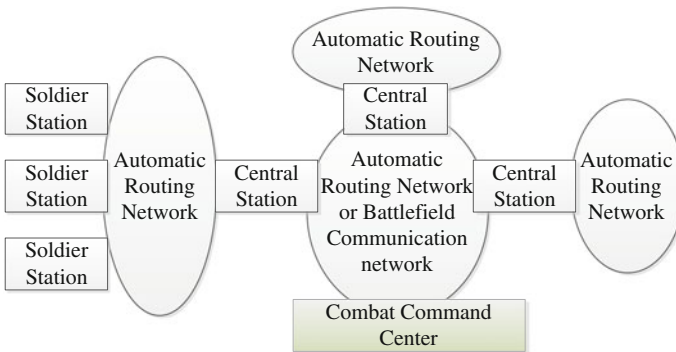 Automatic Routing
Network
Soldier
Station
Central
Station
Soldier
Station
Automatic
Routing
Network
Central
Station
Automatic
Routing Network
or Battlefield
Communication
network
Central
Station
Automatic
Routing
Network
Soldier
Station
Combat Command
Center